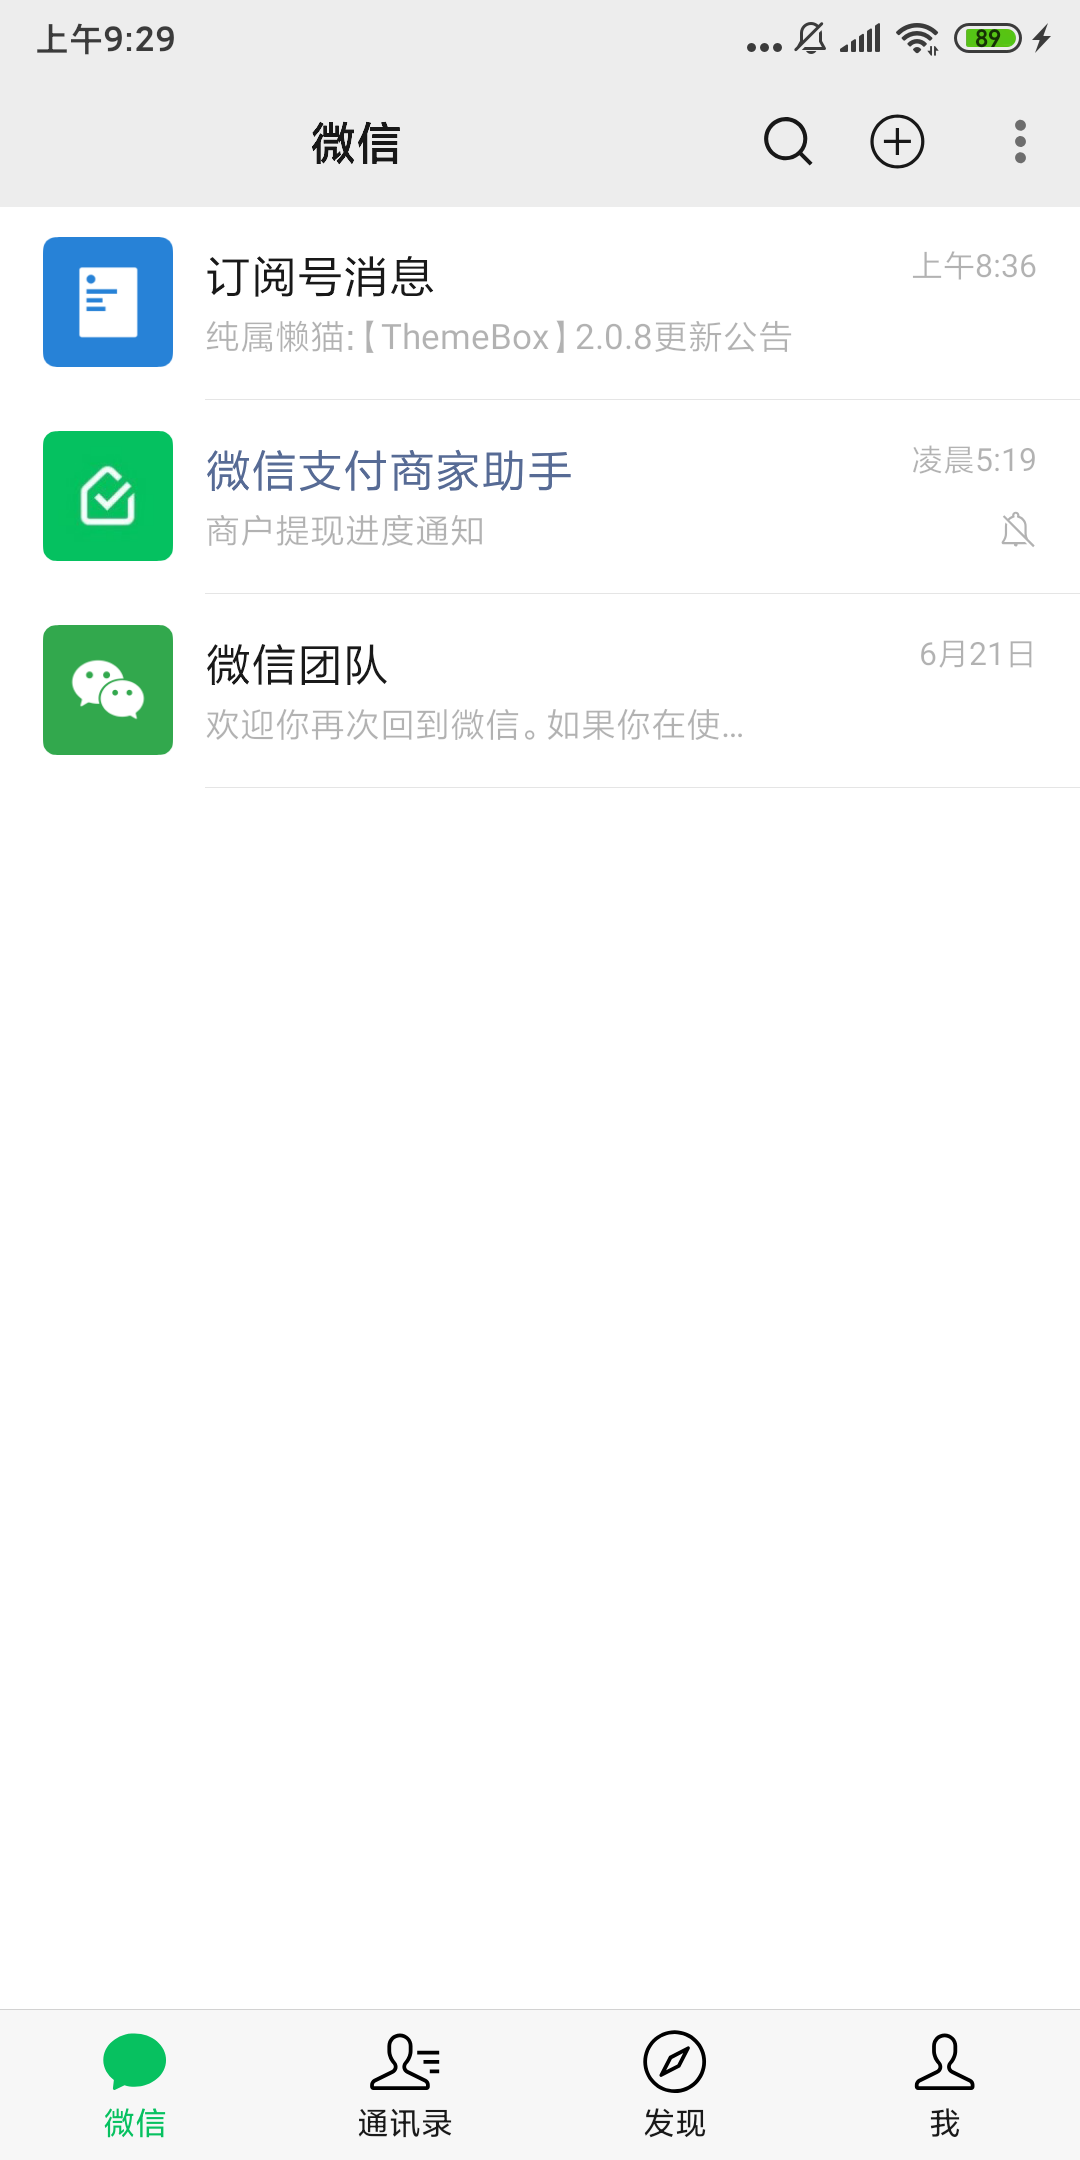 上午9:29
89
微信
订阅号消息
上午8:36
纯属懒猫:【ThemeBox】2.0.8更新公告
微信支付商家助手
凌晨5:19
商户提现进度通知
微信团队
6月21日
欢迎你再次回到微信。如果你在使...
微信
通讯录
发现
我